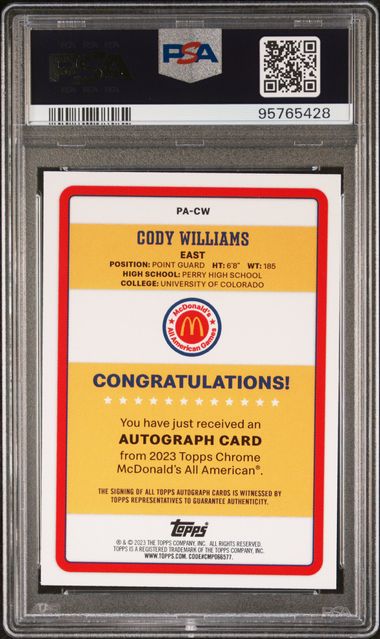 PSA
PSA
95765428
PA-CW
CODY WILLIAMS
EAST
POSITION: POINT GUARD HT: 6'8" WT: 185
HIGH SCHOOL: PERRY HIGH SCHOOL
COLLEGE: UNIVERSITY OF COLORADO
McDonald's
All American Games
CONGRATULATIONS!
You have just received an
AUTOGRAPH CARD
from 2023 Topps Chrome
McDonald's All American®.
THE SIGNING OF ALL TOPPS AUTOGRAPH CARDS IS WITNESSED BY
TOPPS REPRESENTATIVES TO GUARANTEE AUTHENTICITY.
Topps
® & © 2023 THE TOPPS COMPANY, INC. ALL RIGHTS RESERVED.
TOPPS IS A REGISTERED TRADEMARK OF THE TOPPS COMPANY, INC.
WWW.TOPPS.COM. CODE#CMP066577.